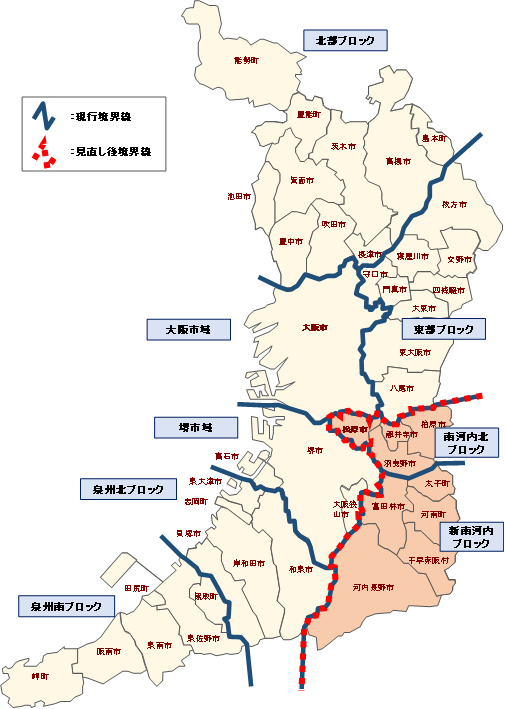 北部ブロック
能勢町
:現行境界線
:見直し後境界線
豊能町
茨木市
高槻市
島本町
箕面市
池田市
枚方市
吹田市
豊中市
摂津市
寝屋川市
交野市
守口市
門真市
四條畷市
大東市
大阪市域
大阪市
東部ブロック
東大阪市
八尾市
堺市域
松原市
藤井寺市
柏原市
南河内北
ブロック
高石市
堺市
羽曳野市
泉大津市
泉州北ブロック
忠岡町
太子町
大阪狭
山市
富田林市
河南町
新南河内
ブロック
貝塚市
岸和田市
和泉市
千早赤阪村
田尻町
熊取町
河内長野市
泉州南ブロック
泉佐野市
泉南市
阪南市
岬町